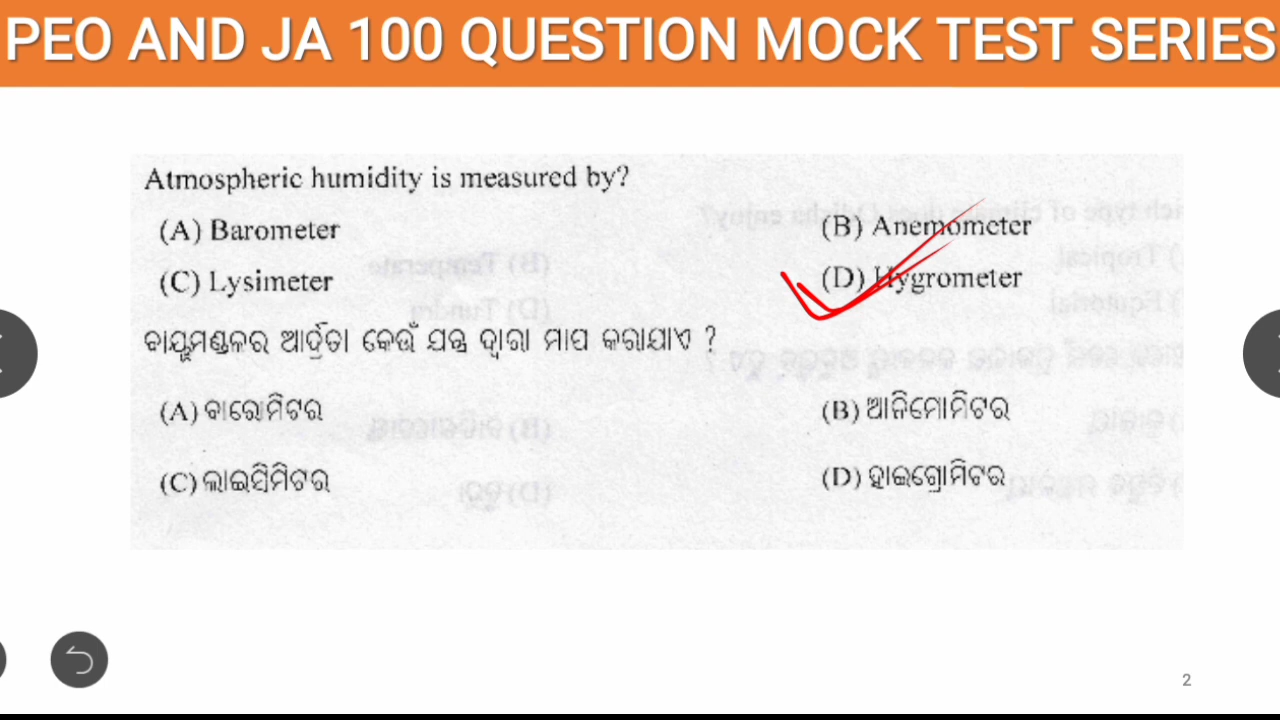 PEO AND JA 100 QUESTION MOCK TEST SERIES
Atmospheric humidity is measured by?
(A) Barometer (B) Anemometer
(C) Lysimeter (D) Hygrometer
ବାୟୁମଣ୍ଡଳର ଆର୍ଦ୍ରତା କେଉଁ ଯନ୍ତ୍ର ଦ୍ୱାରା ମାପ କରାଯାଏ ?
(A) ବାରୋମିଟର (B) ଆନିମୋମିଟର
(C) ଲାଇସିମିଟର (D) ହାଇଗ୍ରୋମିଟର
2